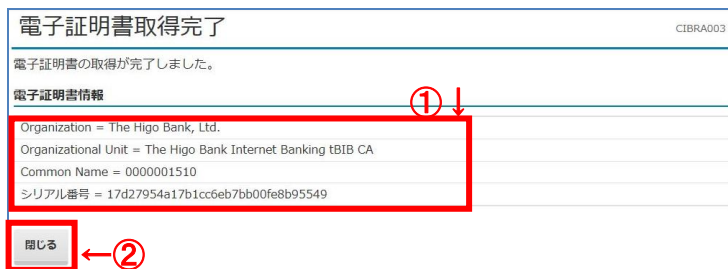 電子証明書取得完了
CIBRA003
電子証明書の取得が完了しました。
電子証明書情報
①↓
Organization = The Higo Bank, Ltd.
Organizational Unit = The Higo Bank Internet Banking tBIB CA
Common Name = 0000001510
シリアル番号 = 17d27954a17b1cc6eb7bb00fe8b95549
閉じる
←②